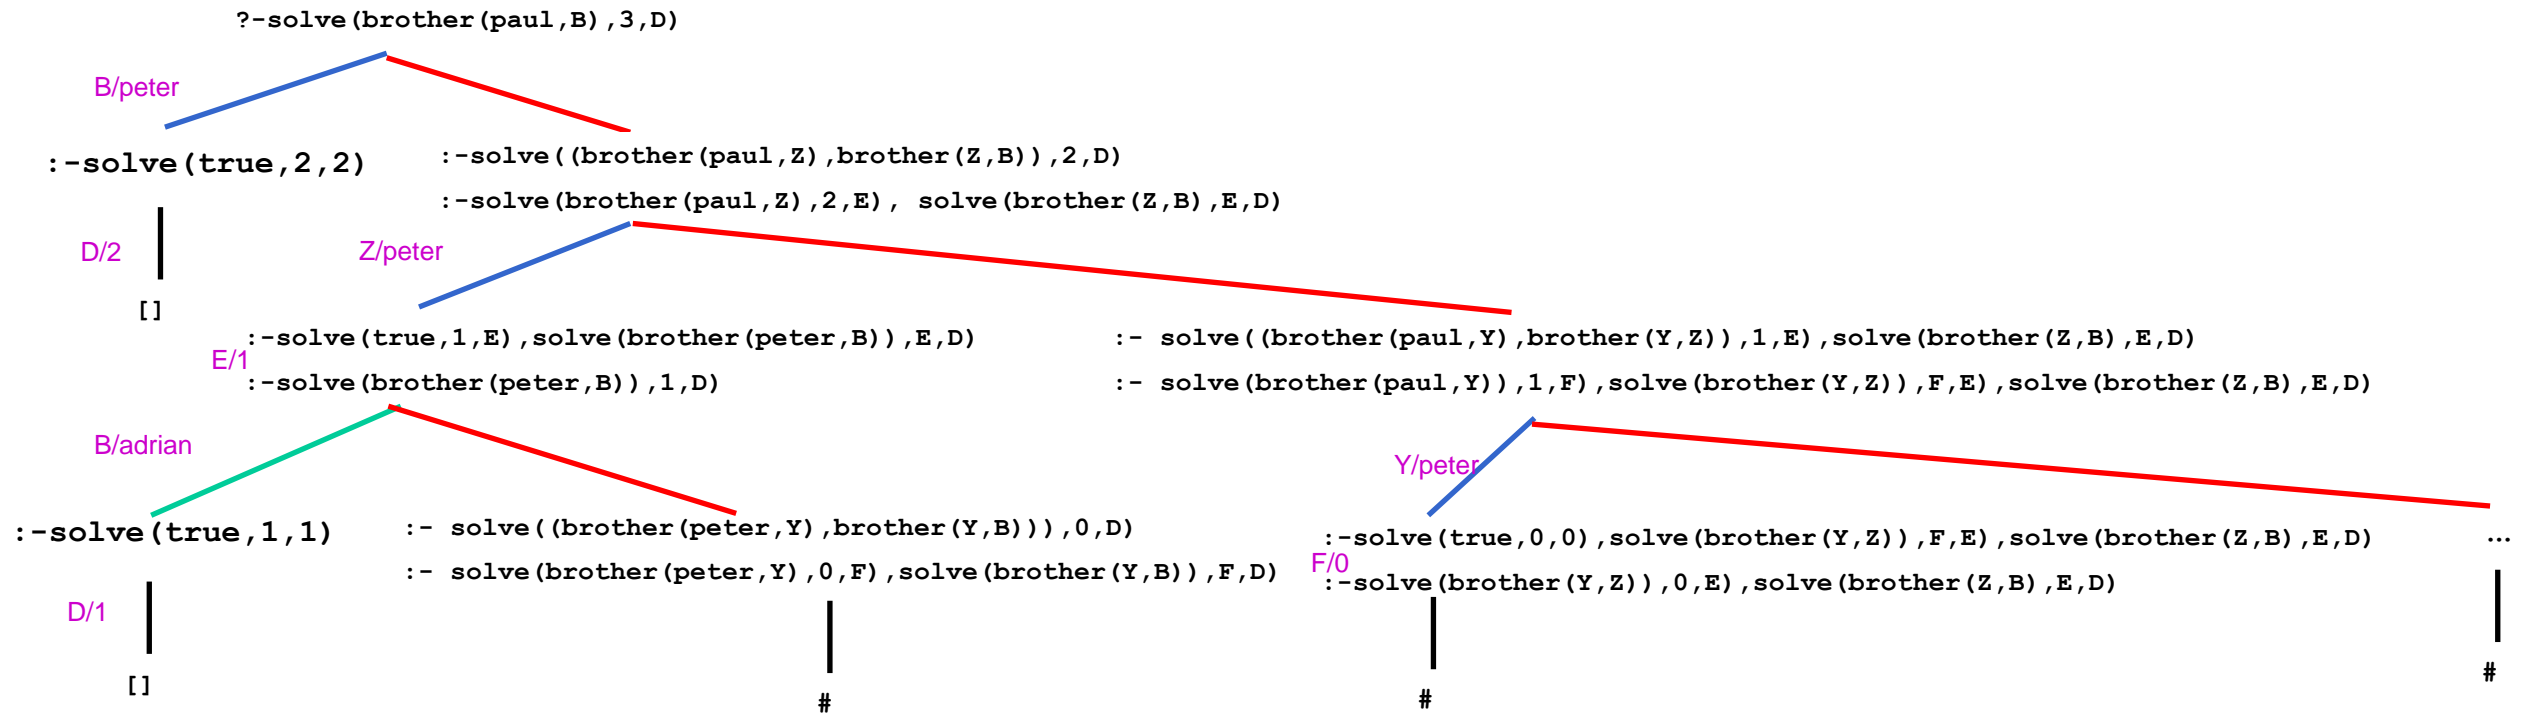 ?-solve(brother(paul,B),3,D)
B/peter
:-solve(true,2,2)
:-solve((brother(paul,Z),brother(Z,B)),2,D)
:-solve(brother(paul,Z),2,E), solve(brother(Z,B),E,D)
D/2
Z/peter
[]
:-solve(true,1,E),solve(brother(peter,B)),E,D)
:- solve((brother(paul,Y),brother(Y,Z)),1,E),solve(brother(Z,B),E,D)
E/1
:-solve(brother(peter,B)),1,D)
:- solve(brother(paul,Y)),1,F),solve(brother(Y,Z)),F,E),solve(brother(Z,B),E,D)
B/adrian
Y/peter
:-solve(true,1,1)
:- solve((brother(peter,Y),brother(Y,B))),0,D)
:-solve(true,0,0),solve(brother(Y,Z)),F,E),solve(brother(Z,B),E,D)
…
:- solve(brother(peter,Y),0,F),solve(brother(Y,B)),F,D)
F/0
:-solve(brother(Y,Z)),0,E),solve(brother(Z,B),E,D)
D/1
[]
#
#
#